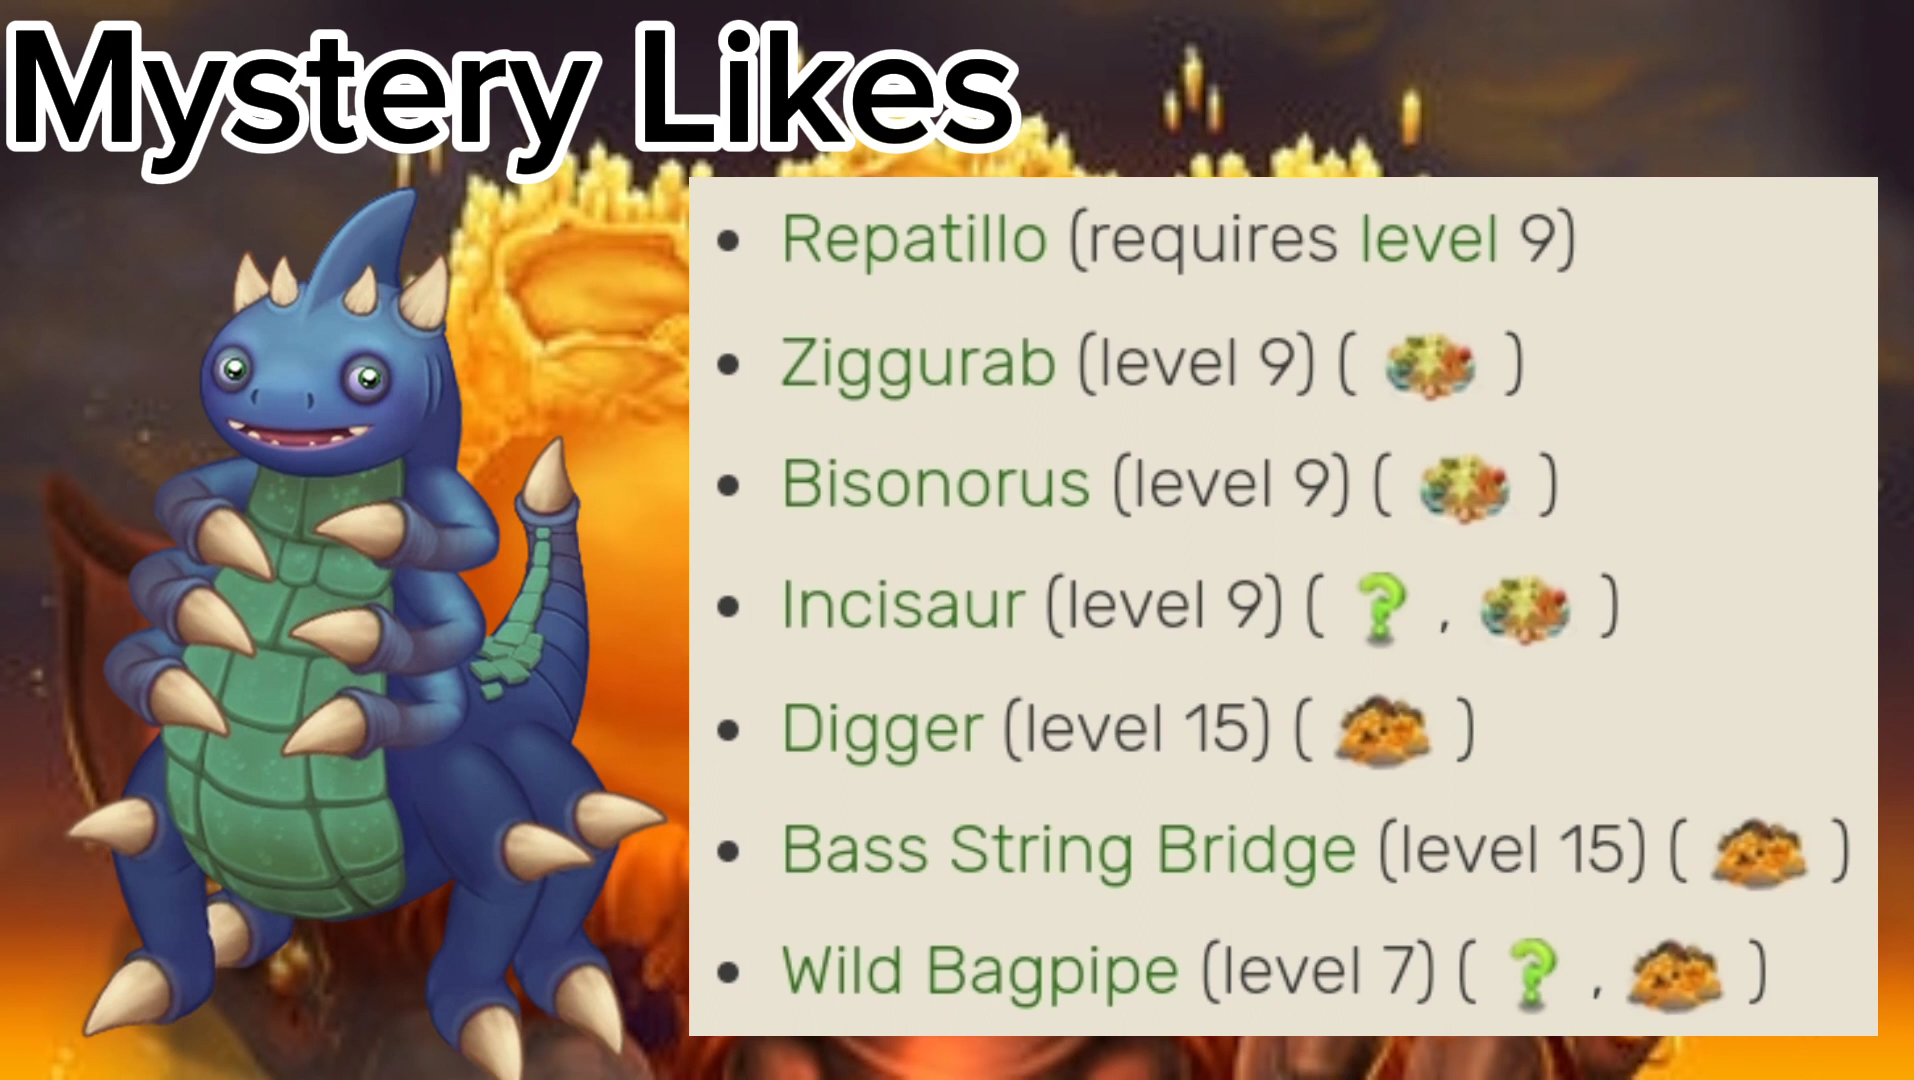 Mystery Likes
• Repatillo (requires level 9)
• Ziggurab (level 9) ( )
• Bisonorus (level 9) ( )
• Incisaur (level 9) ( ? , )
• Digger (level 15) ( )
• Bass String Bridge (level 15) ( )
• Wild Bagpipe (level 7) ( ? , )